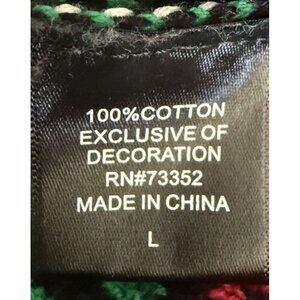 100%COTTON
EXCLUSIVE OF
DECORATION
RN#73352
MADE IN CHINA
L